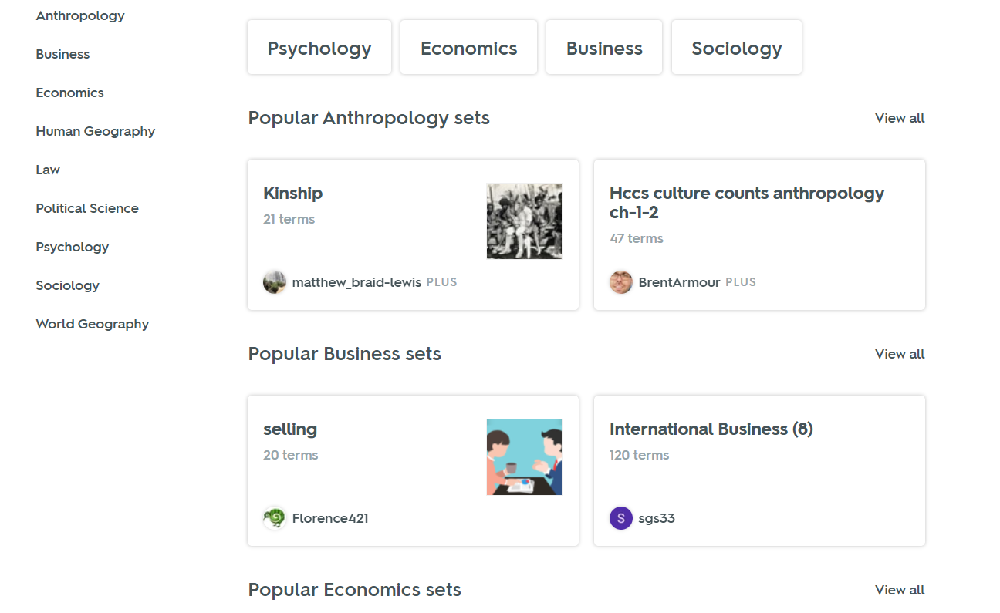 Anthropology
Business
Economics
Human Geography
Law
Political Science
Psychology
Sociology
World Geography
Psychology
Economics
Business
Sociology
Popular Anthropology sets
View all
Kinship
21 terms
matthew_braid-lewis PLUS
Hccs culture counts anthropology
ch-1-2
47 terms
BrentArmour PLUS
Popular Business sets
View all
selling
20 terms
Florence421
International Business (8)
120 terms
S
sgs33
Popular Economics sets
View all